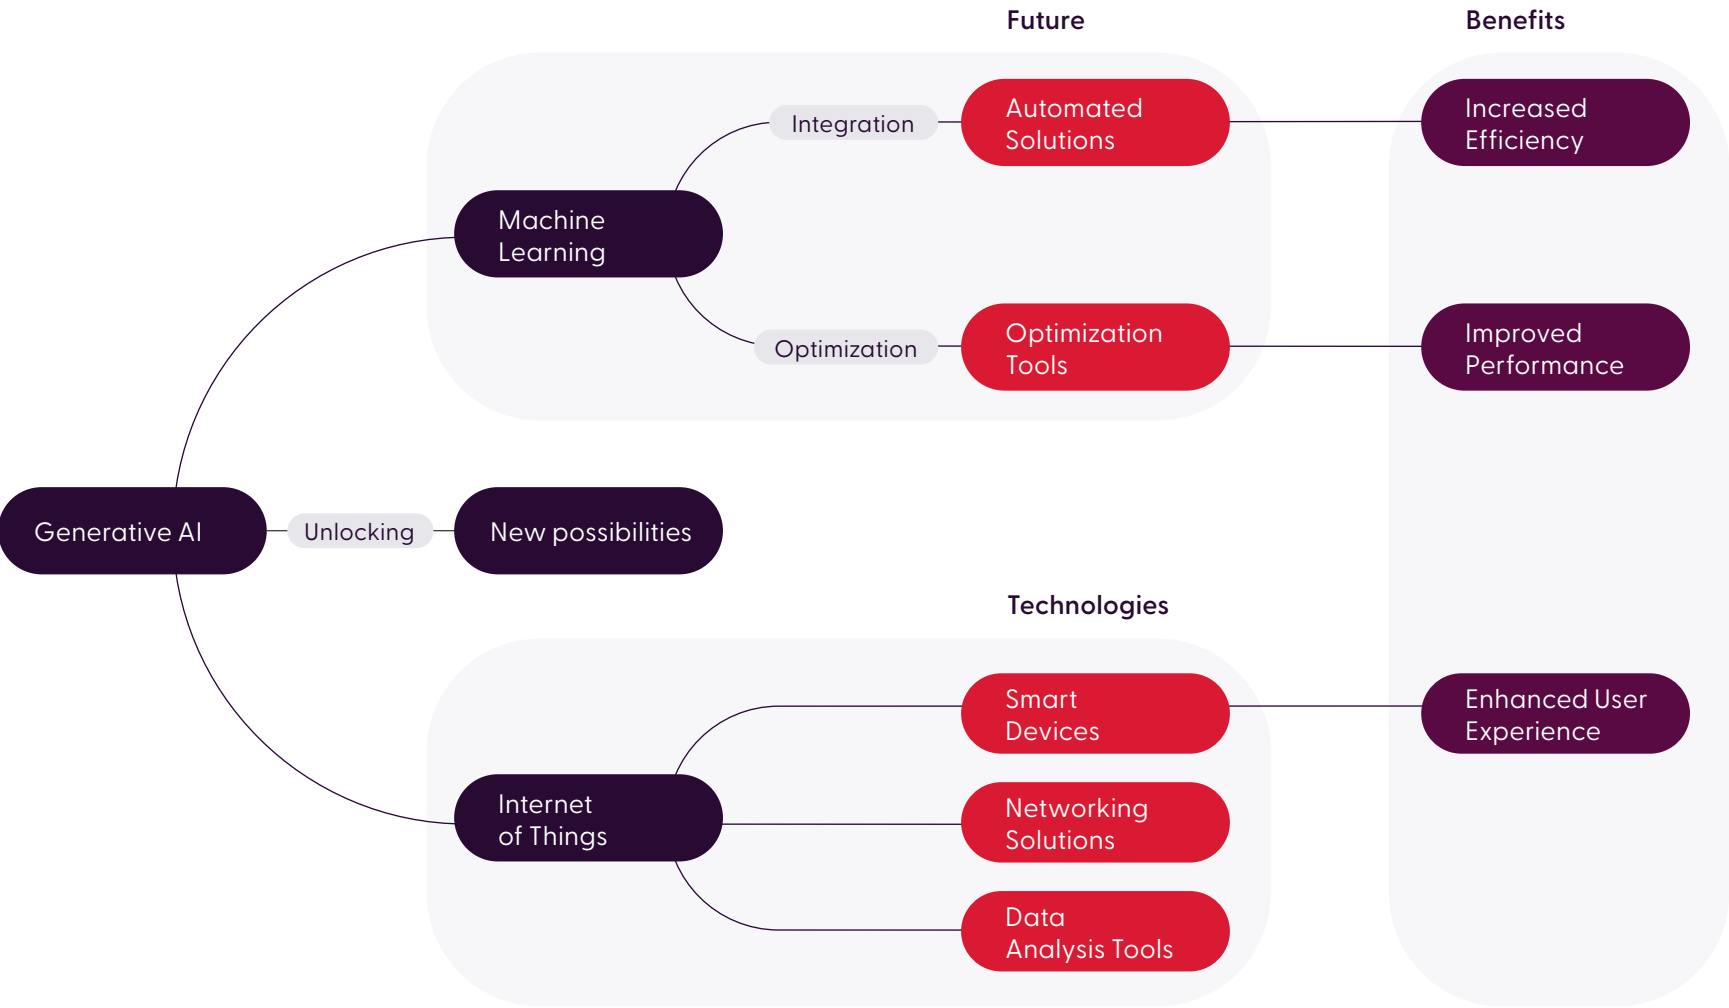 Future
Benefits
Integration
Automated
Solutions
Increased
Efficiency
Machine
Learning
Optimization
Optimization
Tools
Improved
Performance
Generative AI
Unlocking
New possibilities
Technologies
Smart
Devices
Enhanced User
Experience
Internet
of Things
Networking
Solutions
Data
Analysis Tools